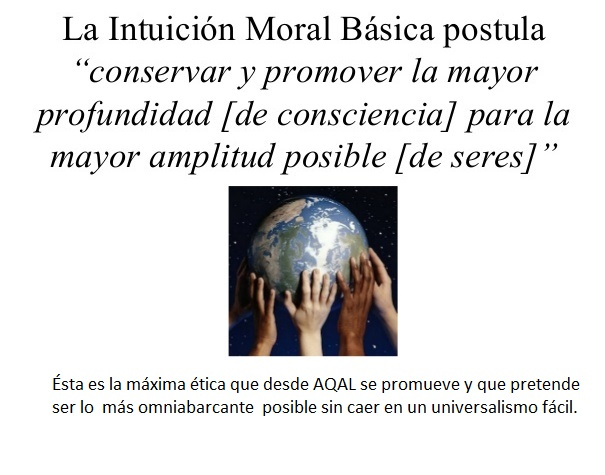 La Intuición Moral Básica postula
“conservar y promover la mayor
profundidad [de consciencia] para la
mayor amplitud posible [de seres]”
Ésta es la máxima ética que desde AQAL se promueve y que pretende
ser lo  más omniabarcante  posible sin caer en un universalismo fácil.